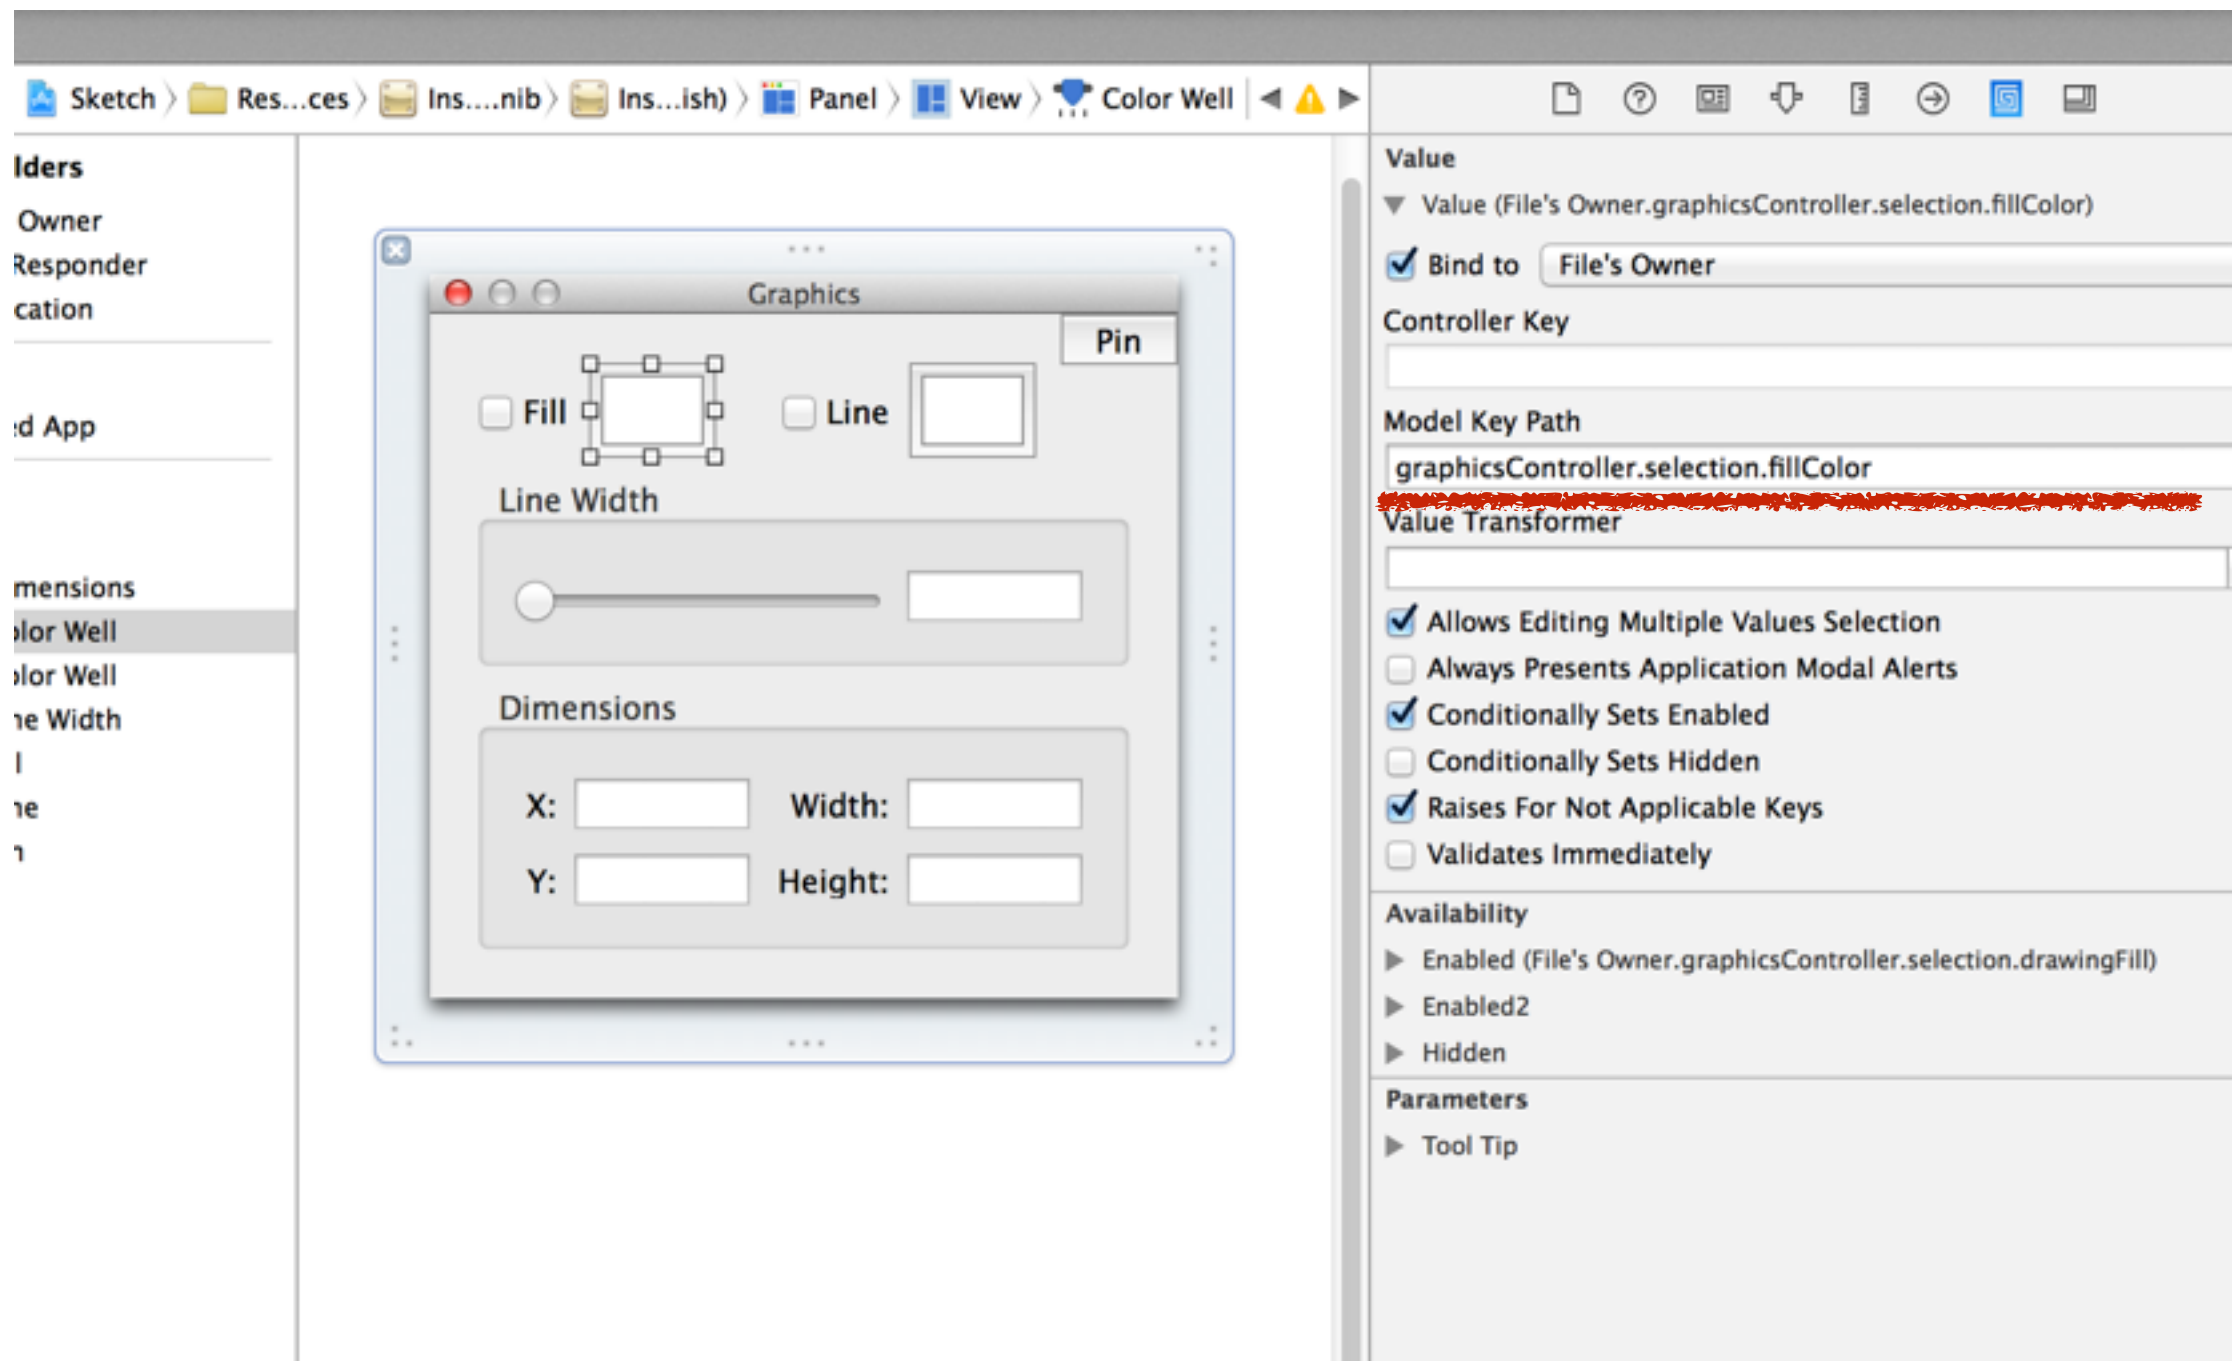 Sketch Res...ces Ins....nib Ins...ish) Panel View Color Well
lders
Owner
Responder
cation
ed App
mensions
olor Well
olor Well
ne Width
Graphics
Pin
Fill
Line
Line Width
Dimensions
X:
Width:
Y:
Height:
Value
Value (File's Owner.graphicsController.selection.fillColor)
Bind to File's Owner
Controller Key
Model Key Path
graphicsController.selection.fillColor
Value Transformer
Allows Editing Multiple Values Selection
Always Presents Application Modal Alerts
Conditionally Sets Enabled
Conditionally Sets Hidden
Raises For Not Applicable Keys
Validates Immediately
Availability
Enabled (File's Owner.graphicsController.selection.drawingFill)
Enabled2
Hidden
Parameters
Tool Tip